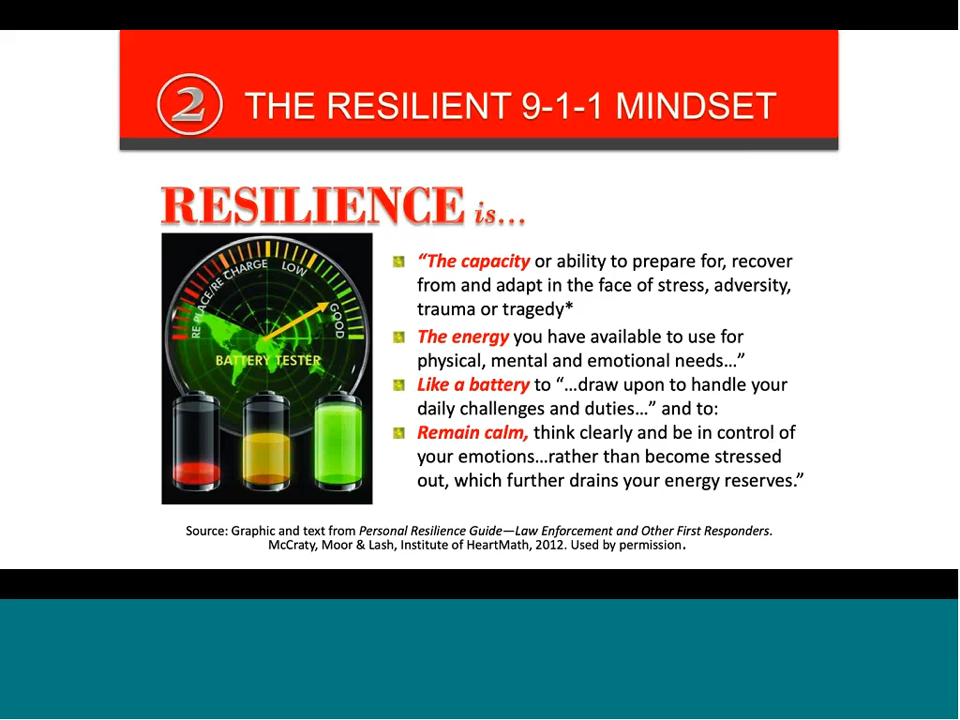 2 THE RESILIENT 9-1-1 MINDSET
RESILIENCE is...
RE PLACE/RE CHARGE LOW GOOD
BATTERY TESTER
“The capacity or ability to prepare for, recover
from and adapt in the face of stress, adversity,
trauma or tragedy*
The energy you have available to use for
physical, mental and emotional needs…”
Like a battery to “…draw upon to handle your
daily challenges and duties…” and to:
Remain calm, think clearly and be in control of
your emotions…rather than become stressed
out, which further drains your energy reserves.”
Source: Graphic and text from Personal Resilience Guide—Law Enforcement and Other First Responders.
McCraty, Moor & Lash, Institute of HeartMath, 2012. Used by permission.